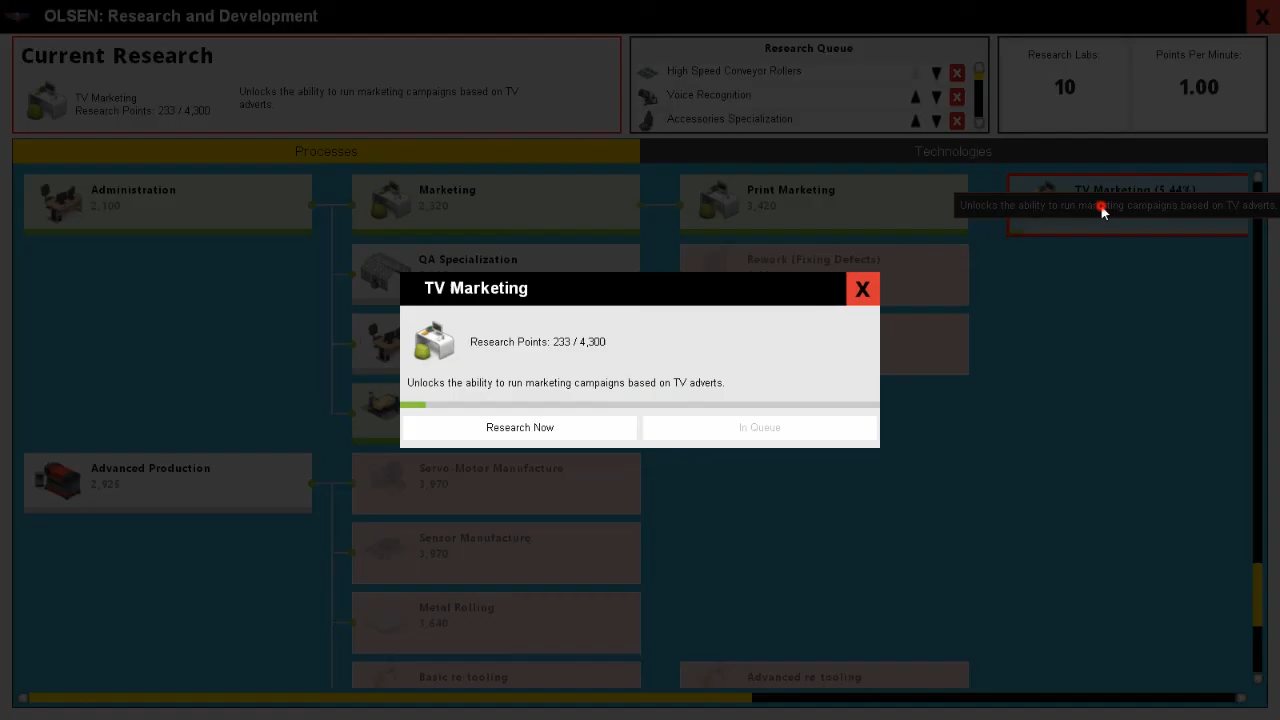 OLSEN: Research and Development
X
Current Research
TV Marketing
Research Points: 233 / 4,300
Unlocks the ability to run marketing campaigns based on TV
adverts.
Research Queue
High Speed Conveyor Rollers
Voice Recognition
Accessories Specialization
Research Labs:
10
Points Per Minute:
1.00
Processes
Technologies
Administration
2,100
Marketing
2,320
Print Marketing
3,420
TV Marketing (5.44%)
Unlocks the ability to run marketing campaigns based on TV adverts.
QA Specialization
Rework (Fixing Defects)
TV Marketing
X
Research Points: 233 / 4,300
Unlocks the ability to run marketing campaigns based on TV adverts.
Research Now
In Queue
Advanced Production
2,925
Servo-Motor Manufacture
3,970
Sensor Manufacture
3,970
Metal Rolling
Basic re tooling
Advanced re tooling